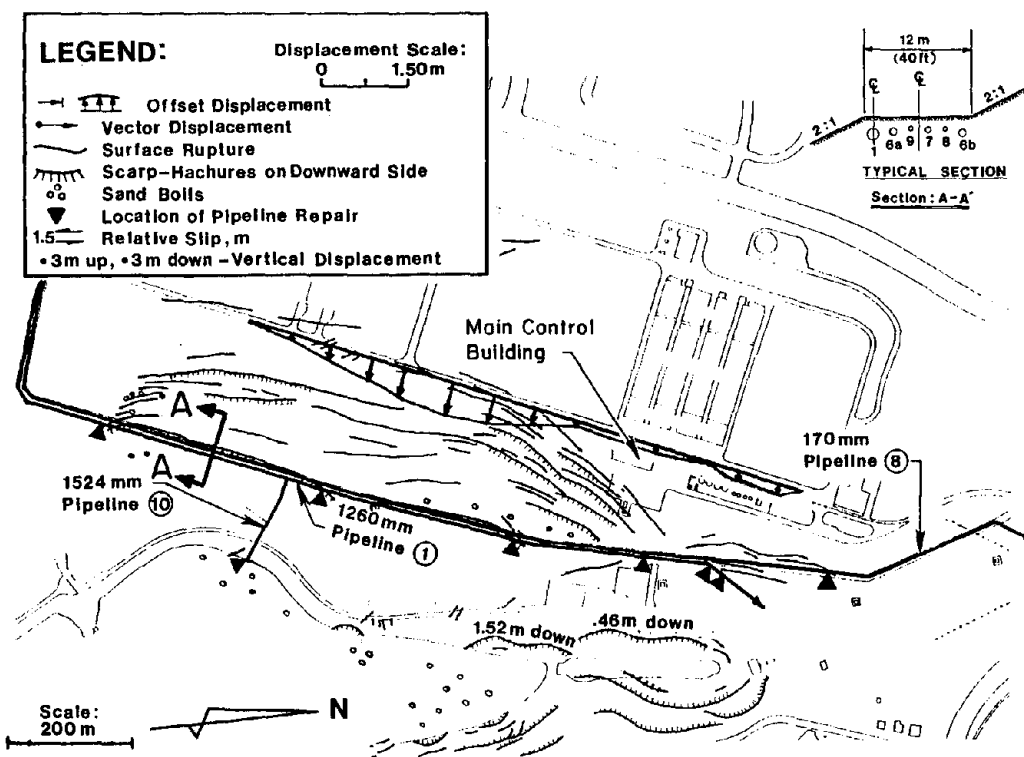 LEGEND:
Displacement Scale:
0 1.50m
Offset Displacement
Vector Displacement
Surface Rupture
Scarp-Hachures on Downward Side
Sand Boils
Location of Pipeline Repair
1.5 Relative Slip, m
•3m up, •3m down - Vertical Displacement
12 m
(40ft)
℄ ℄
2:1 2:1
1 6a 9 7 8 6b
TYPICAL SECTION
Section: A-A'
Main Control
Building
A
A
170mm
Pipeline 8
1524 mm
Pipeline 10
1260mm
Pipeline 1
1.52m down
.46m down
Scale:
200 m
N